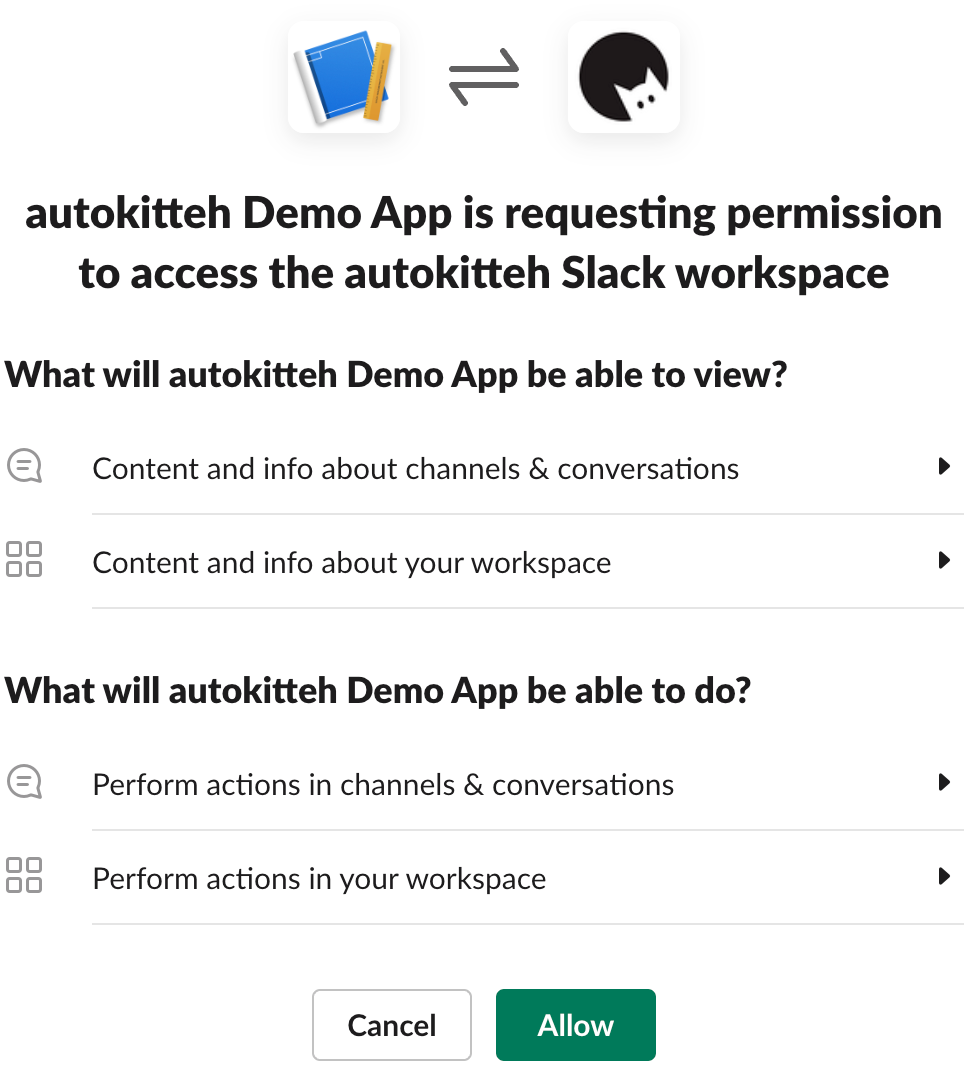 autokitteh Demo App is requesting permission
to access the autokitteh Slack workspace
What will autokitteh Demo App be able to view?
Content and info about channels & conversations
Content and info about your workspace
What will autokitteh Demo App be able to do?
Perform actions in channels & conversations
Perform actions in your workspace
Cancel
Allow